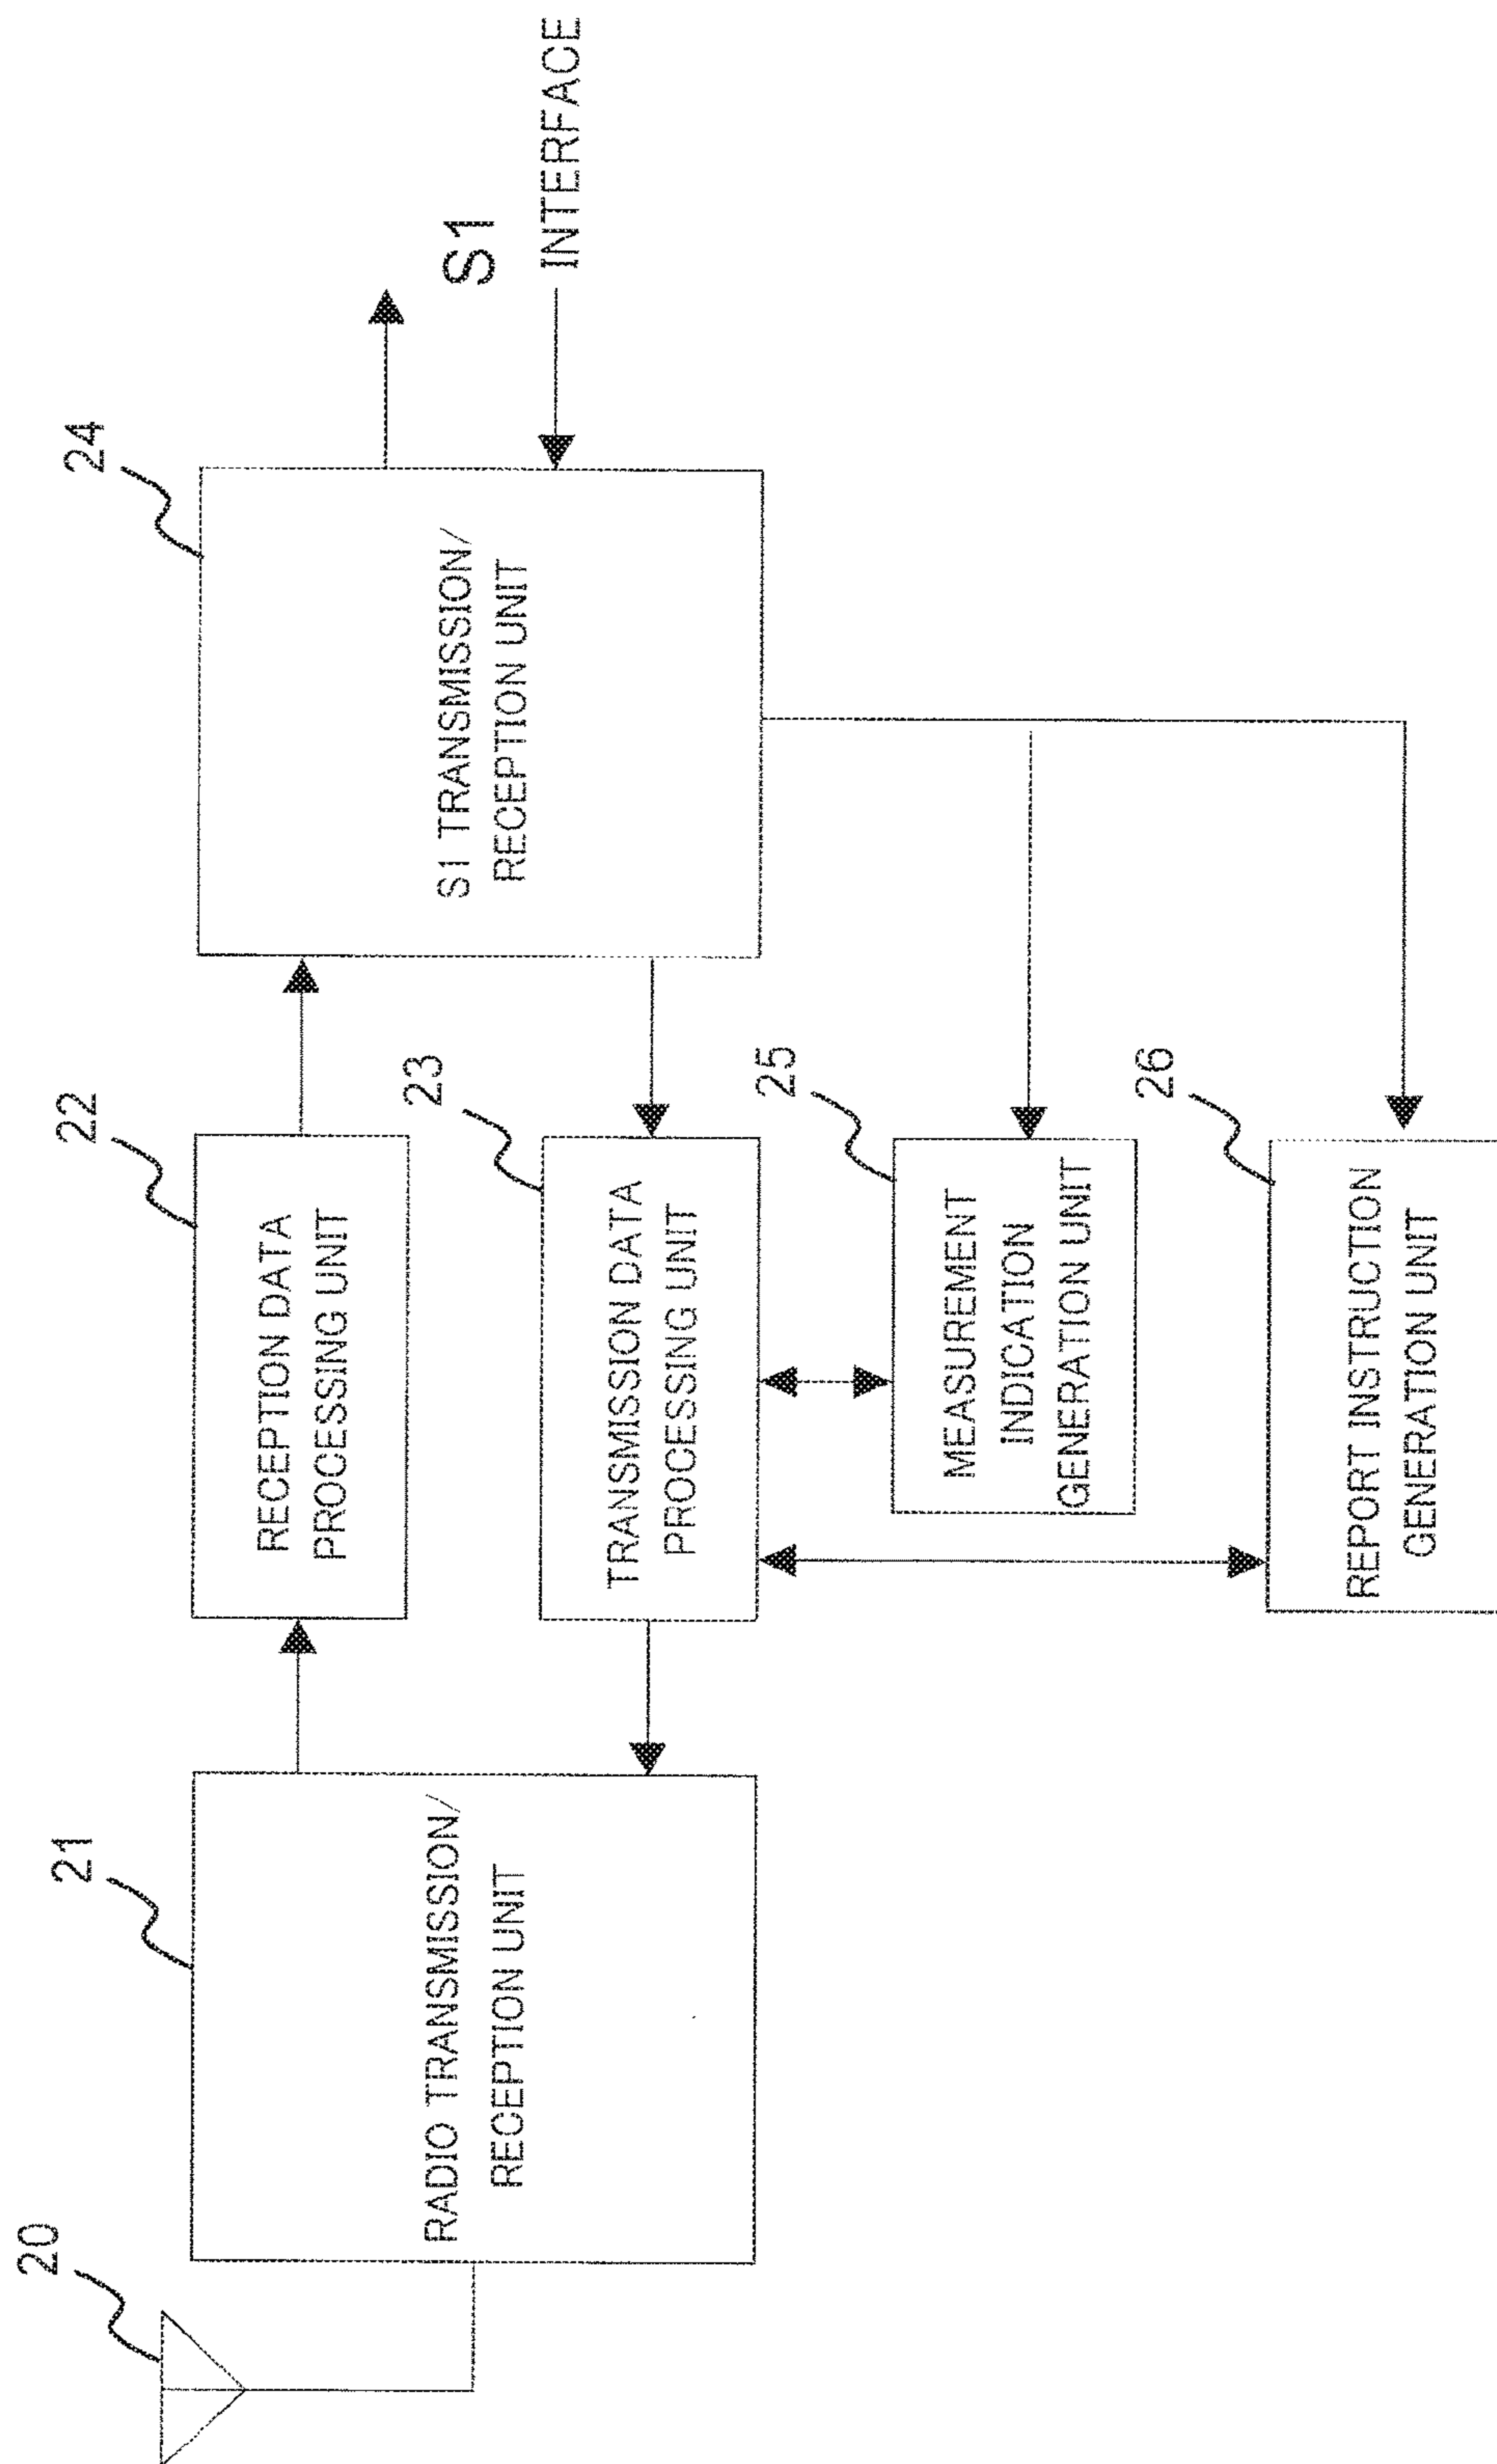 20
21
RADIO TRANSMISSION/
RECEPTION UNIT
22
RECEPTION DATA
PROCESSING UNIT
23
TRANSMISSION DATA
PROCESSING UNIT
24
S1 TRANSMISSION/
RECEPTION UNIT
S1
INTERFACE
25
MEASUREMENT
INDICATION
GENERATION UNIT
26
REPORT INSTRUCTION
GENERATION UNIT